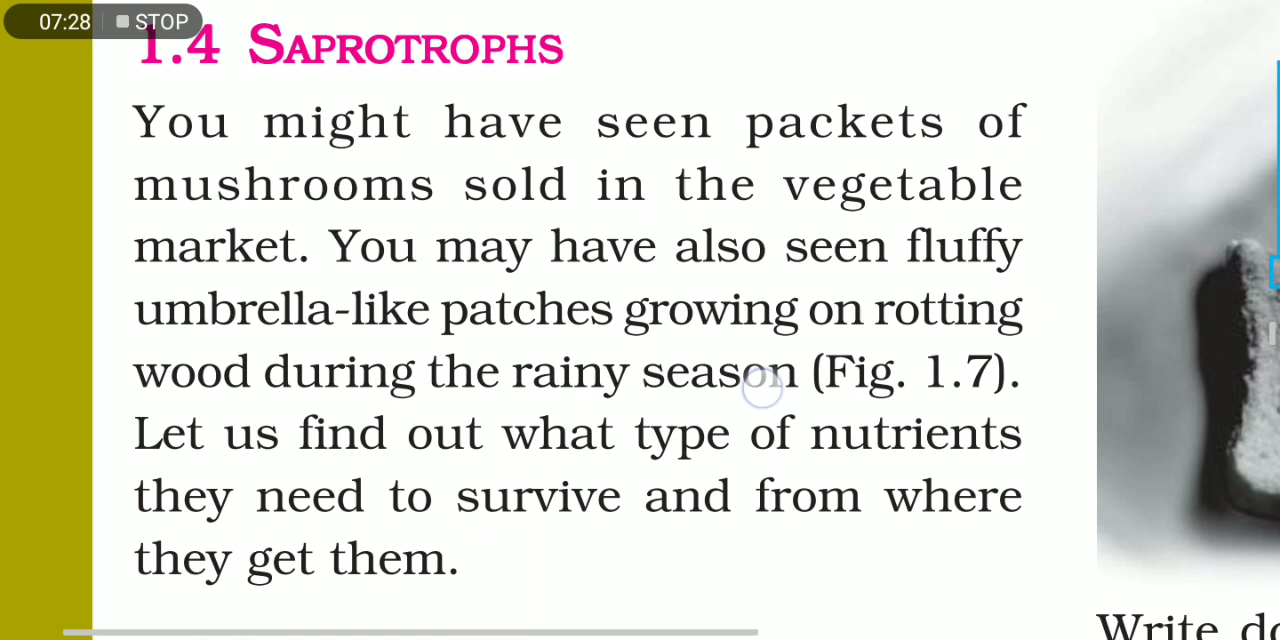 07:28 STOP
1.4 SAPROTROPHS
You might have seen packets of
mushrooms sold in the vegetable
market. You may have also seen fluffy
umbrella-like patches growing on rotting
wood during the rainy season (Fig. 1.7).
Let us find out what type of nutrients
they need to survive and from where
they get them.
Write